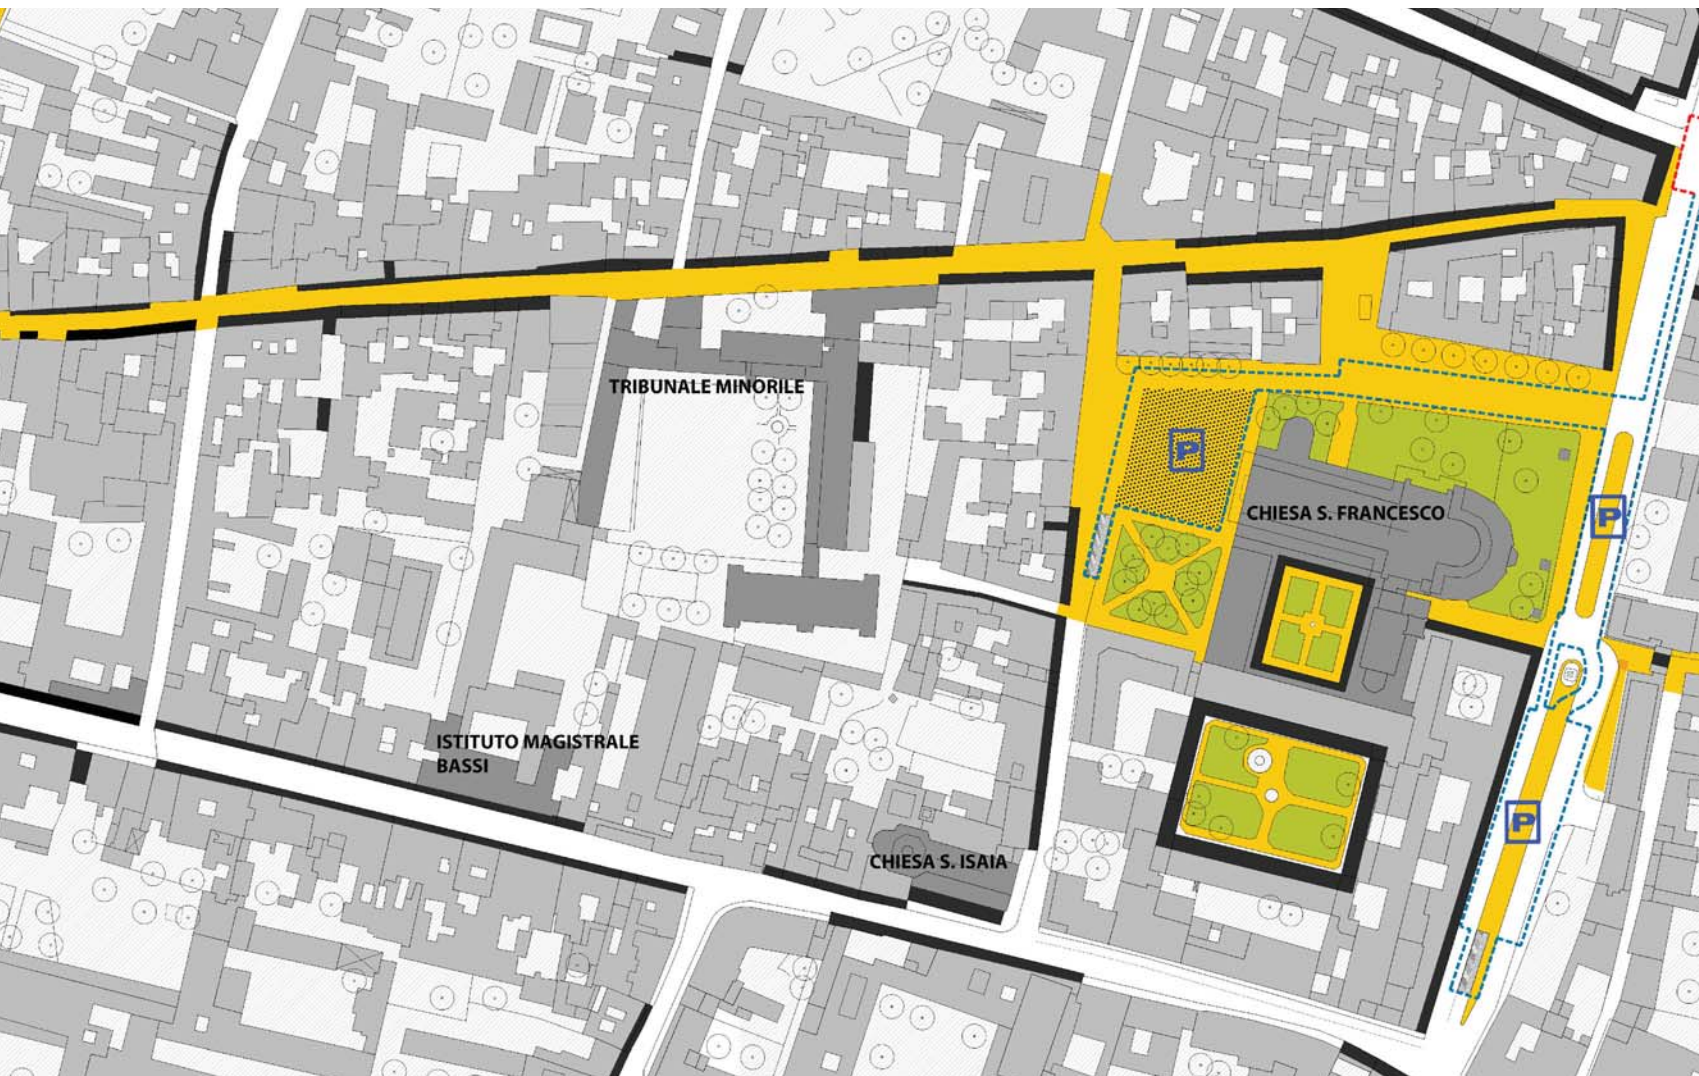 TRIBUNALE MINORILE
P
CHIESA S. FRANCESCO
P
ISTITUTO MAGISTRALE
BASSI
P
CHIESA S. ISAIA